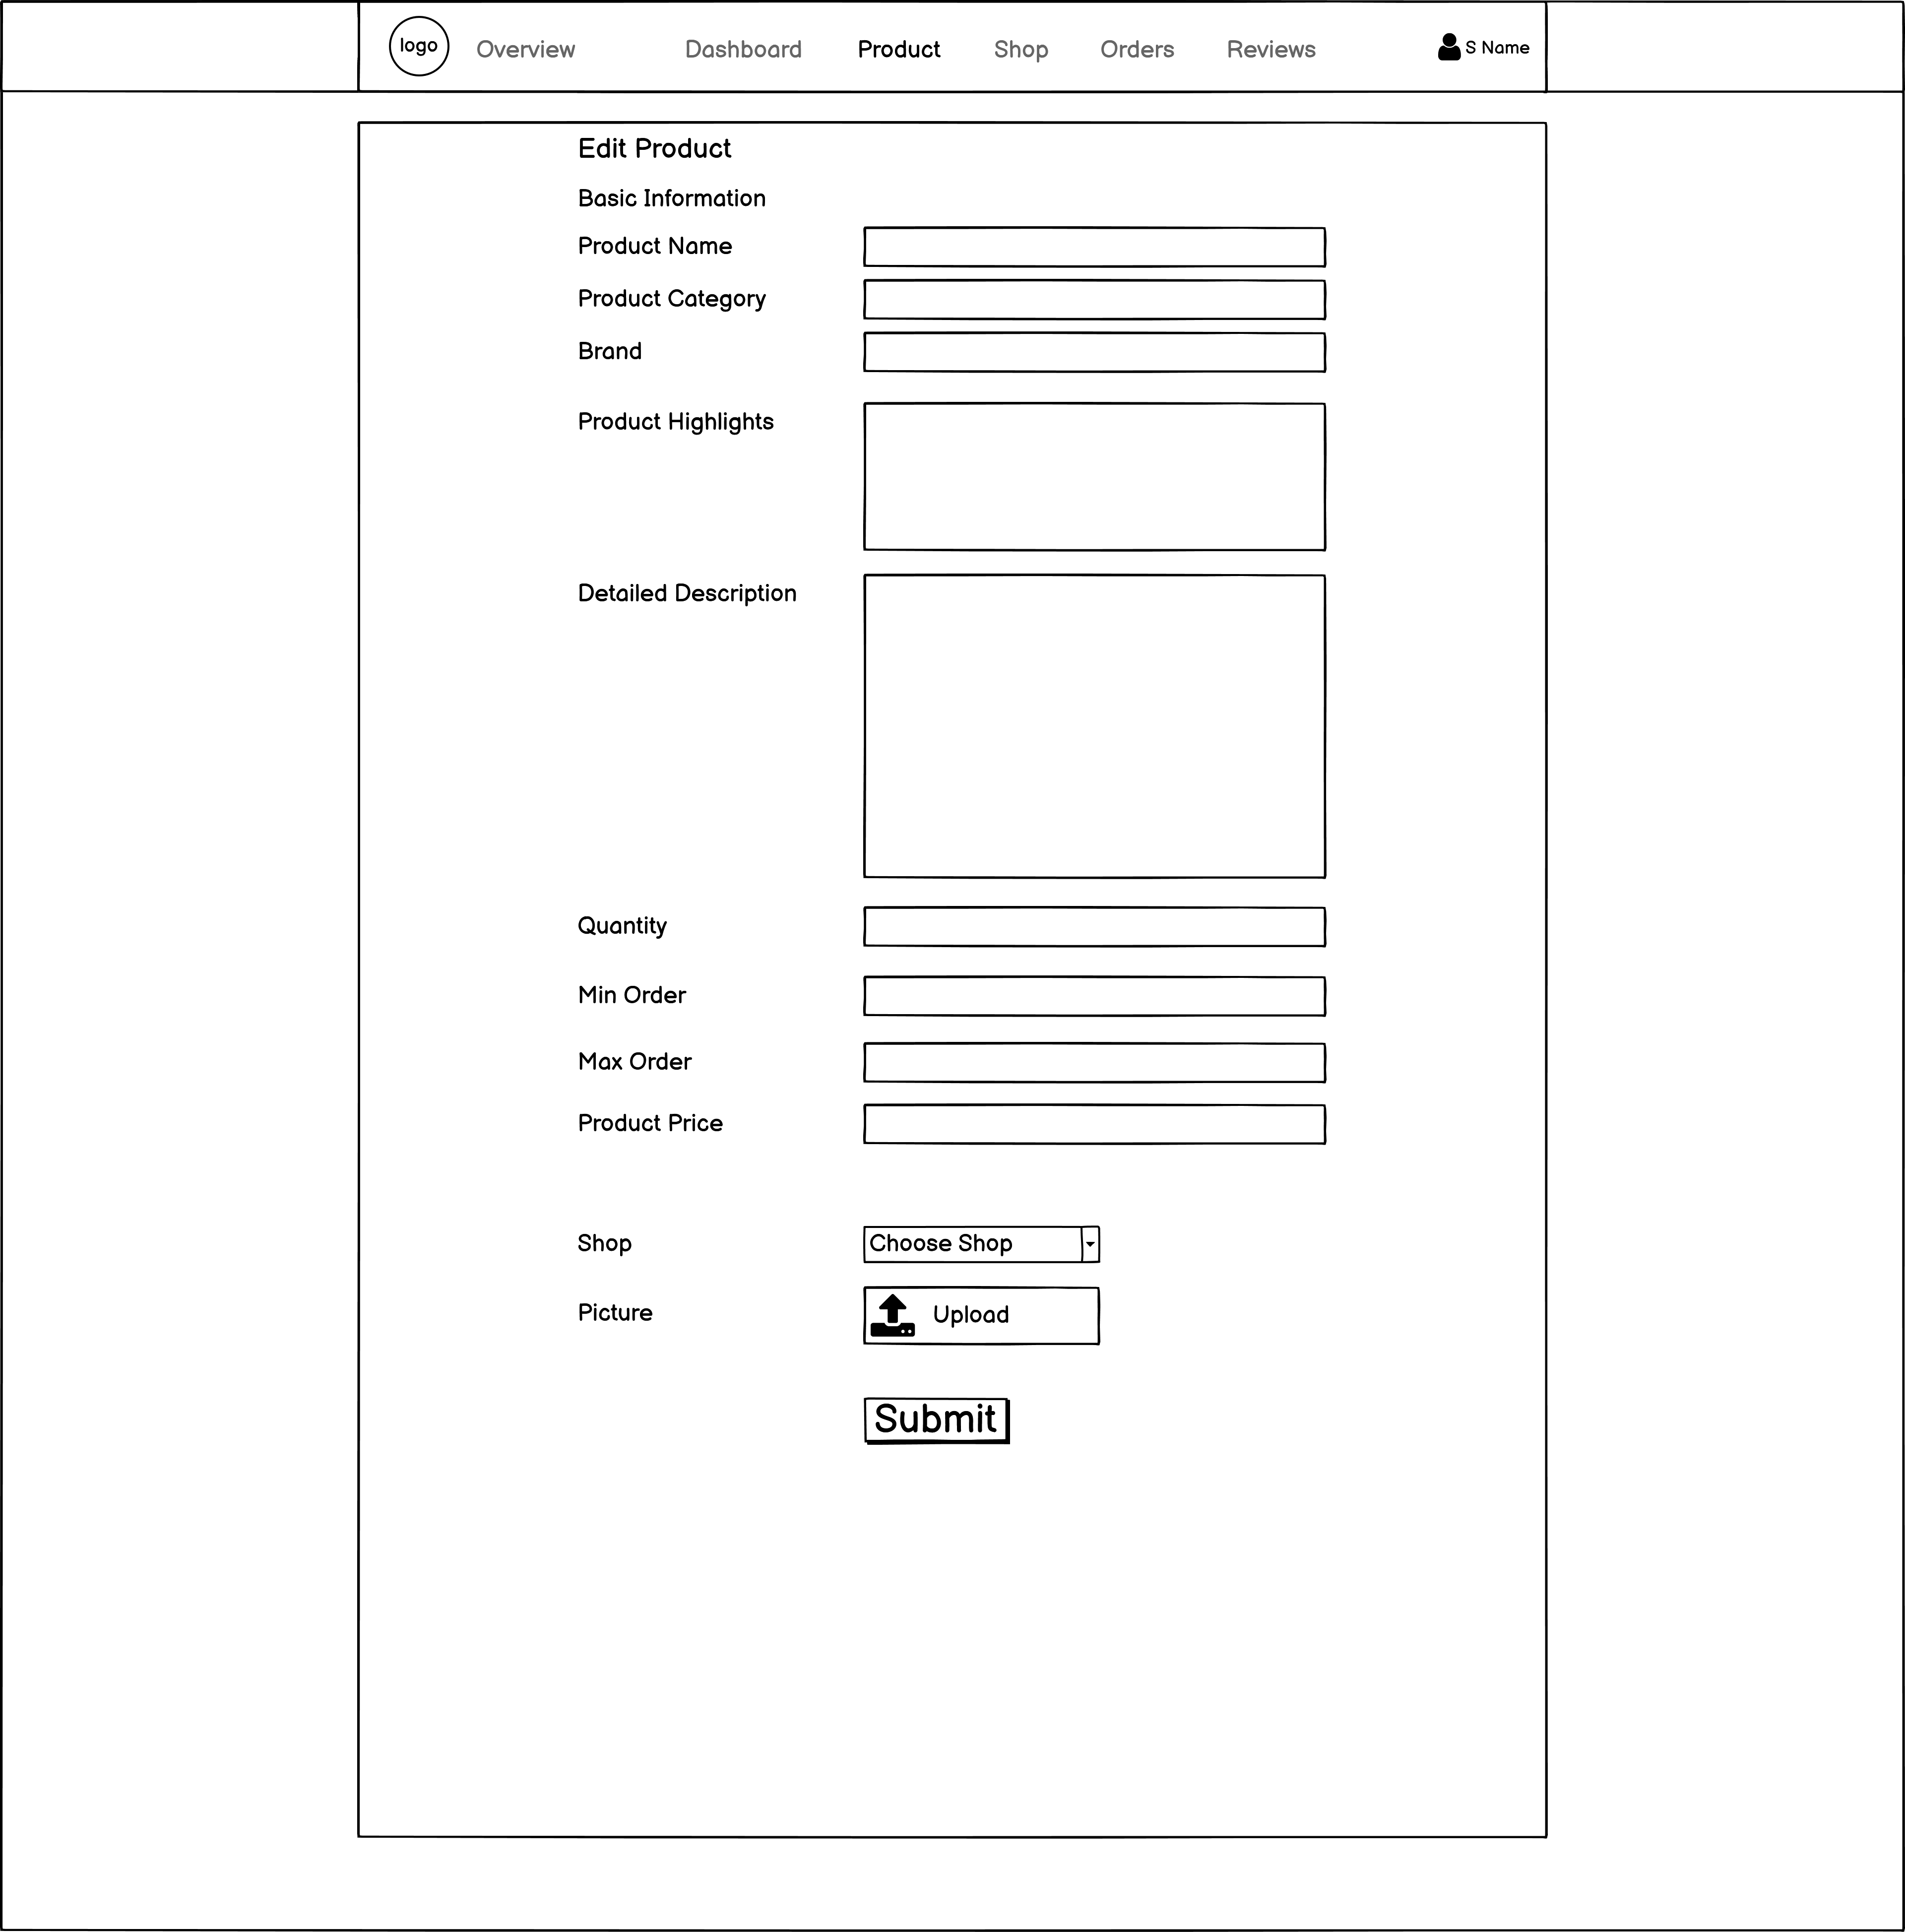 logo
Overview
Dashboard
Product
Shop
Orders
Reviews
S Name
Edit Product
Basic Information
Product Name
Product Category
Brand
Product Highlights
Detailed Description
Quantity
Min Order
Max Order
Product Price
Shop
Choose Shop
Picture
Upload
Submit